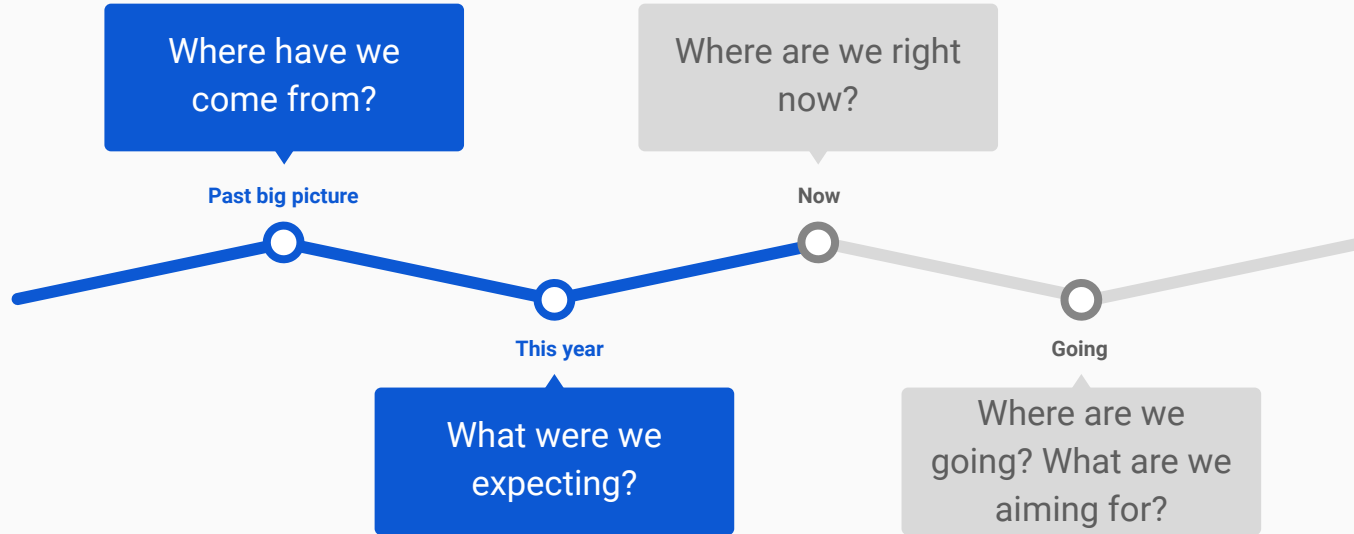 Where have we
come from?
Past big picture
This year
What were we
expecting?
Where are we right
now?
Now
Going
Where are we
going? What are we
aiming for?